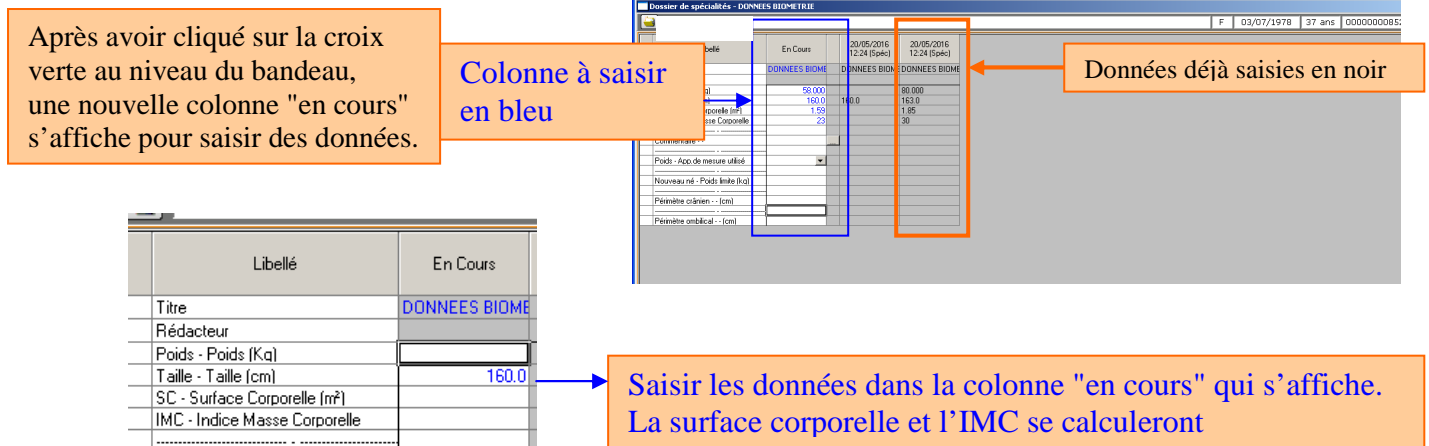 Après avoir cliqué sur la croix
verte au niveau du bandeau,
une nouvelle colonne "en cours"
s’affiche pour saisir des données.
Colonne à saisir
en bleu
Dossier de spécialités - DONNEES BIOMETRIE
F 03/07/1978 37 ans 0000000085
En Cours 20/05/2016 20/05/2016
12:24 (Spéc) 12:24 (Spéc)
DONNEES BIOME DONNEES BIOM DONNEES BIOME
58.000 80.000
160.0 160.0 163.0
1.59 1.85
23 30
Commentaire - -
Poids - App.de mesure utilisé
Nouveau né - Poids limite (kg)
Périmètre crânien - - (cm)
Périmètre ombilical - - (cm)
Données déjà saisies en noir
Libellé En Cours
Titre DONNEES BIOME
Rédacteur
Poids - Poids (Kg)
Taille - Taille (cm) 160.0
SC - Surface Corporelle (m²)
IMC - Indice Masse Corporelle
Saisir les données dans la colonne "en cours" qui s’affiche.
La surface corporelle et l’IMC se calculeront